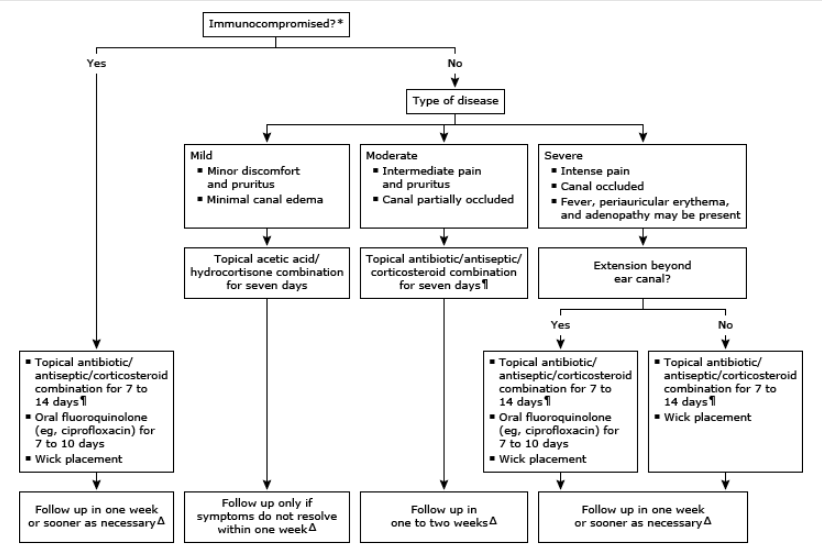 Immunocompromised?*
Yes
No
Type of disease
Mild
▪ Minor discomfort
and pruritus
▪ Minimal canal edema
Moderate
▪ Intermediate pain
and pruritus
▪ Canal partially occluded
Severe
▪ Intense pain
▪ Canal occluded
▪ Fever, periauricular erythema,
and adenopathy may be present
Topical acetic acid/
hydrocortisone combination
for seven days
Topical antibiotic/antiseptic/
corticosteroid combination
for seven days¶
Extension beyond
ear canal?
Yes
No
▪ Topical antibiotic/
antiseptic/corticosteroid
combination for 7 to
14 days¶
▪ Oral fluoroquinolone
(eg, ciprofloxacin) for
7 to 10 days
▪ Wick placement
▪ Topical antibiotic/
antiseptic/corticosteroid
combination for 7 to
14 days¶
▪ Oral fluoroquinolone
(eg, ciprofloxacin) for
7 to 10 days
▪ Wick placement
▪ Topical antibiotic/
antiseptic/corticosteroid
combination for 7 to
14 days¶
▪ Wick placement
Follow up in one week
or sooner as necessaryΔ
Follow up only if
symptoms do not resolve
within one weekΔ
Follow up in
one to two weeksΔ
Follow up in one week
or sooner as necessaryΔ